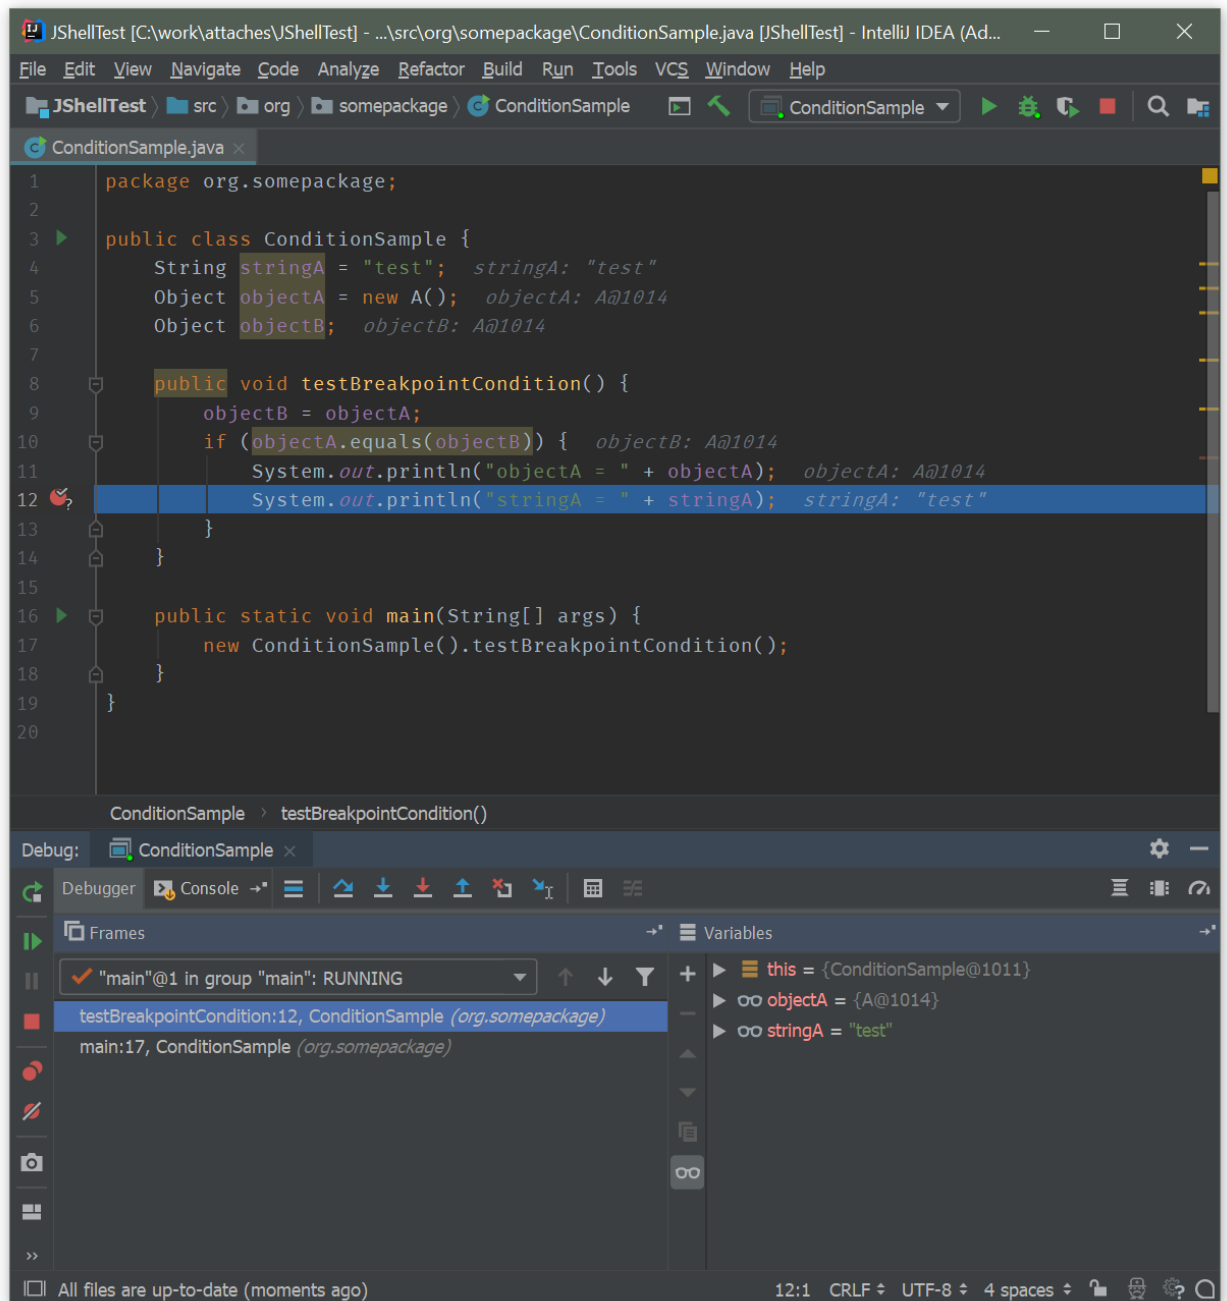 JShellTest [C:\work\attaches\JShellTest] - ...\src\org\somepackage\ConditionSample.java [JShellTest] - IntelliJ IDEA (Ad...
File Edit View Navigate Code Analyze Refactor Build Run Tools VCS Window Help
JShellTest src org somepackage ConditionSample ConditionSample
ConditionSample.java
1 package org.somepackage;
2
3 public class ConditionSample {
4 String stringA = "test"; stringA: "test"
5 Object objectA = new A(); objectA: A@1014
6 Object objectB; objectB: A@1014
7
8 public void testBreakpointCondition() {
9 objectB = objectA;
10 if (objectA.equals(objectB)) { objectB: A@1014
11 System.out.println("objectA = " + objectA); objectA: A@1014
12 System.out.println("stringA = " + stringA); stringA: "test"
13 }
14 }
15
16 public static void main(String[] args) {
17 new ConditionSample().testBreakpointCondition();
18 }
19 }
20
ConditionSample > testBreakpointCondition()
Debug: ConditionSample
Debugger Console
Frames Variables
"main"@1 in group "main": RUNNING
this = {ConditionSample@1011}
testBreakpointCondition:12, ConditionSample (org.somepackage)
objectA = {A@1014}
main:17, ConditionSample (org.somepackage)
stringA = "test"
All files are up-to-date (moments ago) 12:1 CRLF UTF-8 4 spaces